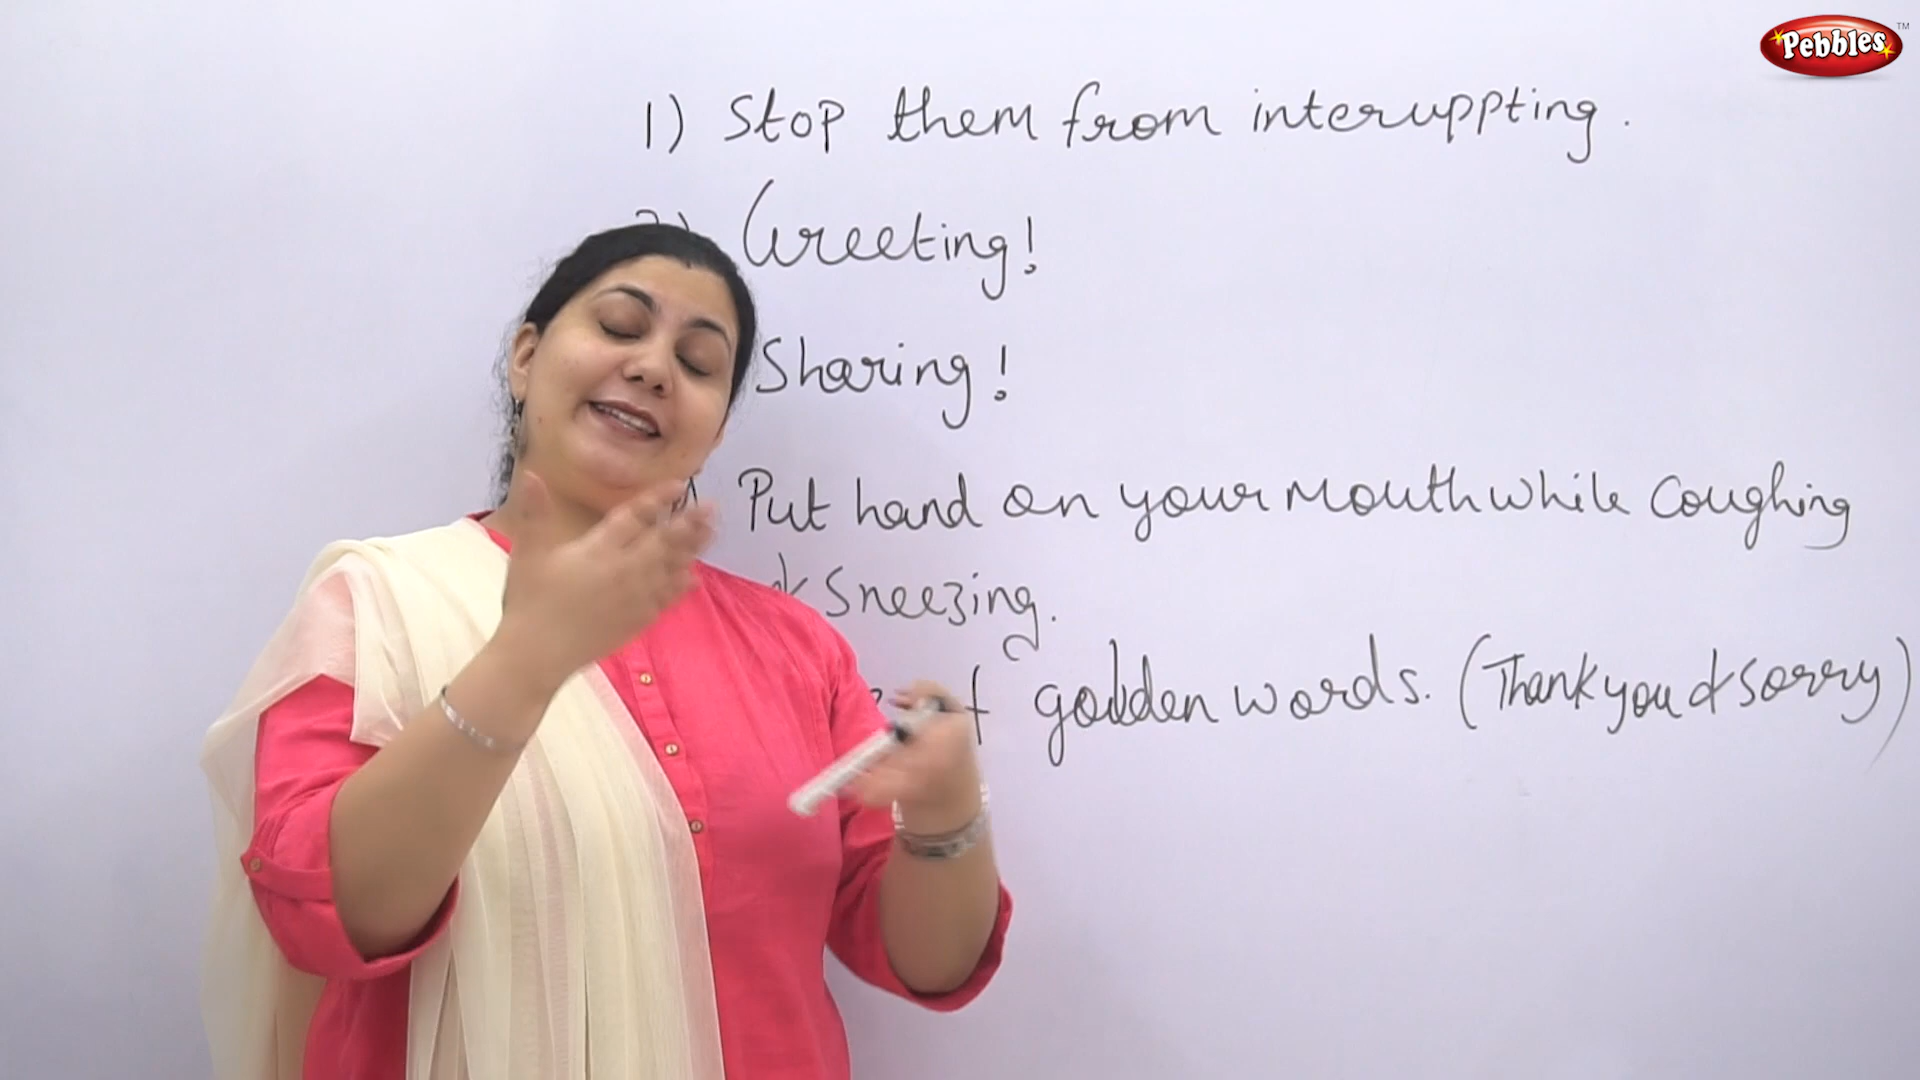 Pebbles TM
1) Stop them from interuppting.
Greeting!
Sharing!
Put hand on your Mouth while Coughing
& Sneezing.
golden words. (Thank you & Sorry)